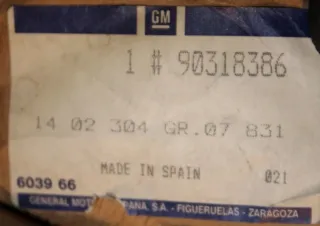 GM
1 # 90318386
14 02 304 GR.07 831
MADE IN SPAIN 021
6039 66
GENERAL MOTO ESPANA, S.A. - FIGUERUELAS - ZARAGOZA